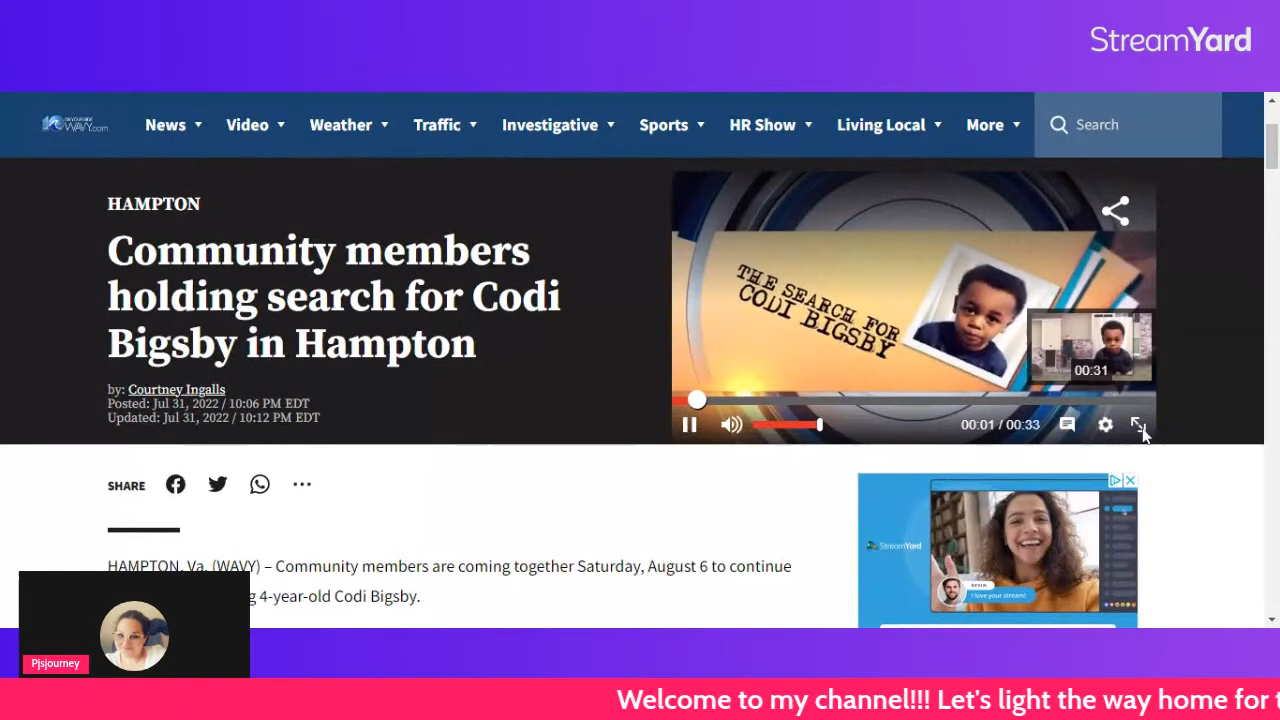 StreamYard
WAVY.com
News Video Weather Traffic Investigative Sports HR Show Living Local More Search
HAMPTON
Community members
holding search for Codi
Bigsby in Hampton
by: Courtney Ingalls
Posted: Jul 31, 2022 / 10:06 PM EDT
Updated: Jul 31, 2022 / 10:12 PM EDT
THE SEARCH FOR
CODI BIGSBY
00:31
00:01 / 00:33
SHARE
HAMPTON, Va. (WAVY) – Community members are coming together Saturday, August 6 to continue
g 4-year-old Codi Bigsby.
StreamYard
KEVIN
I love your stream!
Pjsjourney
Welcome to my channel!!! Let's light the way home for t